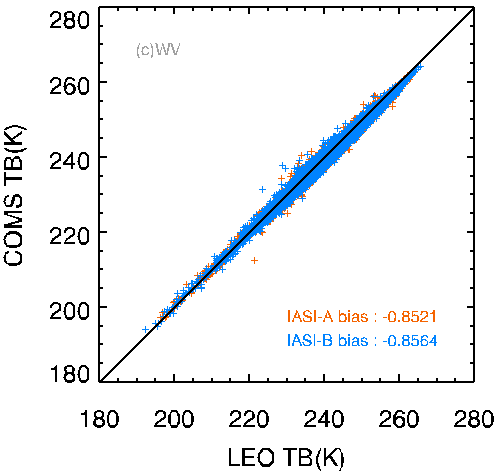 280
(c)WV
260
240
COMS TB(K)
220
200
IASI-A bias : -0.8521
IASI-B bias : -0.8564
180
180 200 220 240 260 280
LEO TB(K)